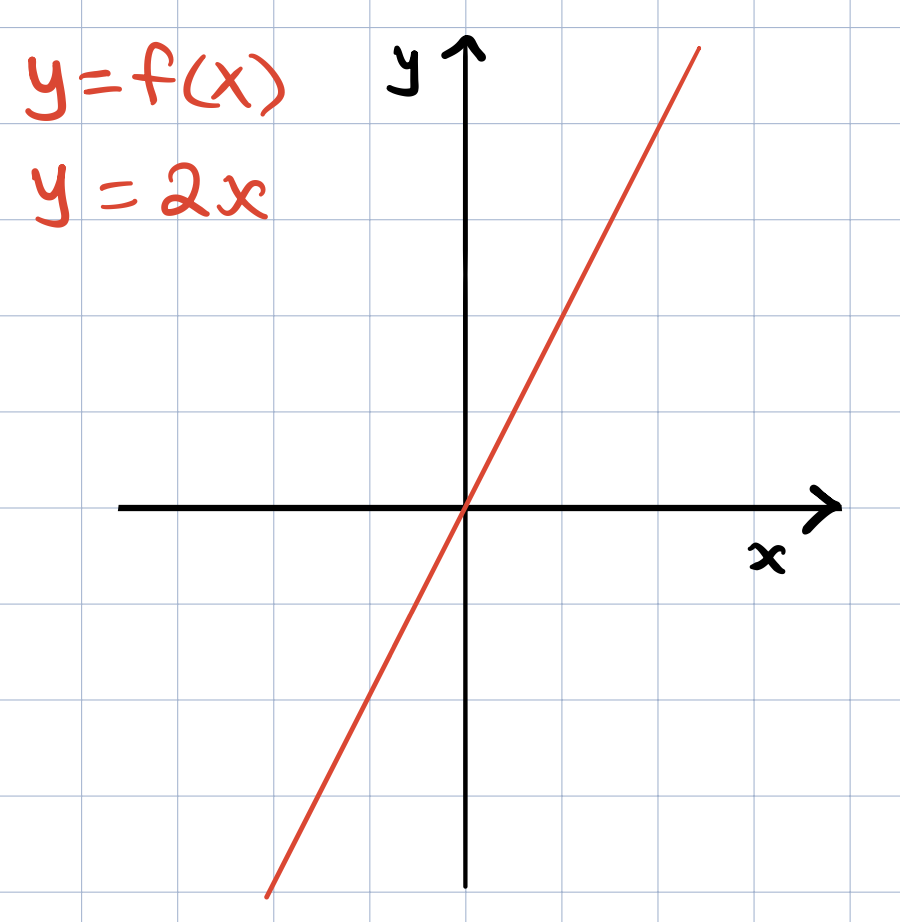 y=f(x)
y = 2x
y
x